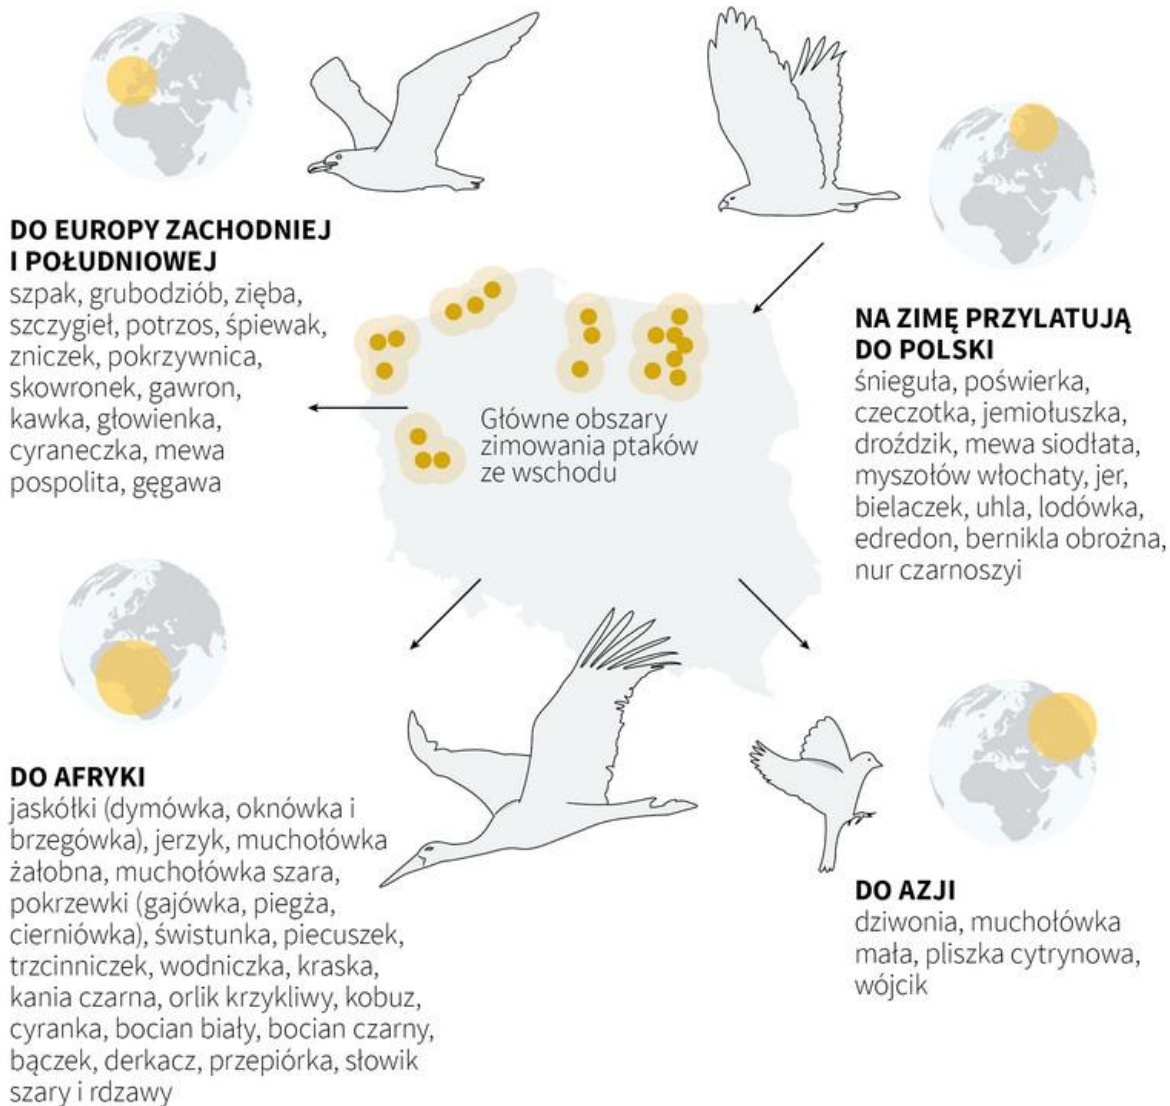 DO EUROPY ZACHODNIEJ
I POŁUDNIOWEJ
szpak, grubodziób, zięba,
szczygieł, potrzos, śpiewak,
zniczek, pokrzywnica,
skowronek, gawron,
kawka, głowienka,
cyraneczka, mewa
pospolita, gęgawa
Główne obszary
zimowania ptaków
ze wschodu
NA ZIMĘ PRZYLATUJĄ
DO POLSKI
śnieguła, poświerka,
czeczotka, jemiołuszka,
droździk, mewa siodłata,
myszołów włochaty, jer,
bielaczek, uhla, lodówka,
edredon, bernikla obrożna,
nur czarnoszyi
DO AFRYKI
jaskółki (dymówka, oknówka i
brzegówka), jerzyk, muchołówka
żałobna, muchołówka szara,
pokrzewki (gajówka, piegża,
cierniówka), świstunka, piecuszek,
trzcinniczek, wodniczka, kraska,
kania czarna, orlik krzykliwy, kobuz,
cyranka, bocian biały, bocian czarny,
bączek, derkacz, przepiórka, słowik
szary i rdzawy
DO AZJI
dziwonia, muchołówka
mała, pliszka cytrynowa,
wójcik